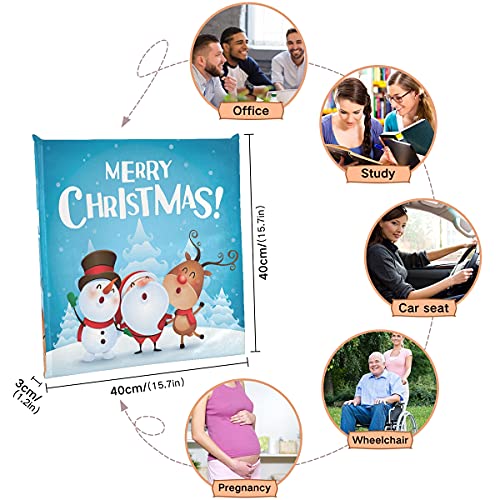 Office
MERRY
CHRISTMAS!
Study
40cm/(15.7in)
Car seat
3cm/
(1.2in)
40cm/(15.7in)
Wheelchair
Pregnancy